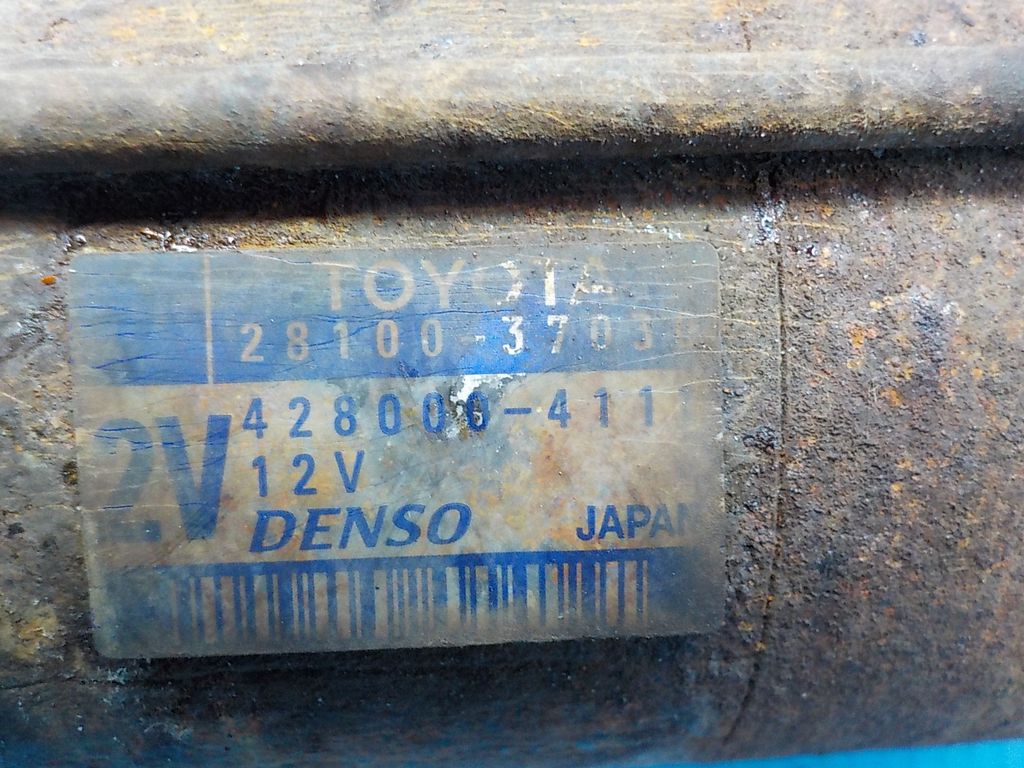 TOYOTA
28100-3703
428000-411
2V
12V
DENSO
JAPAN